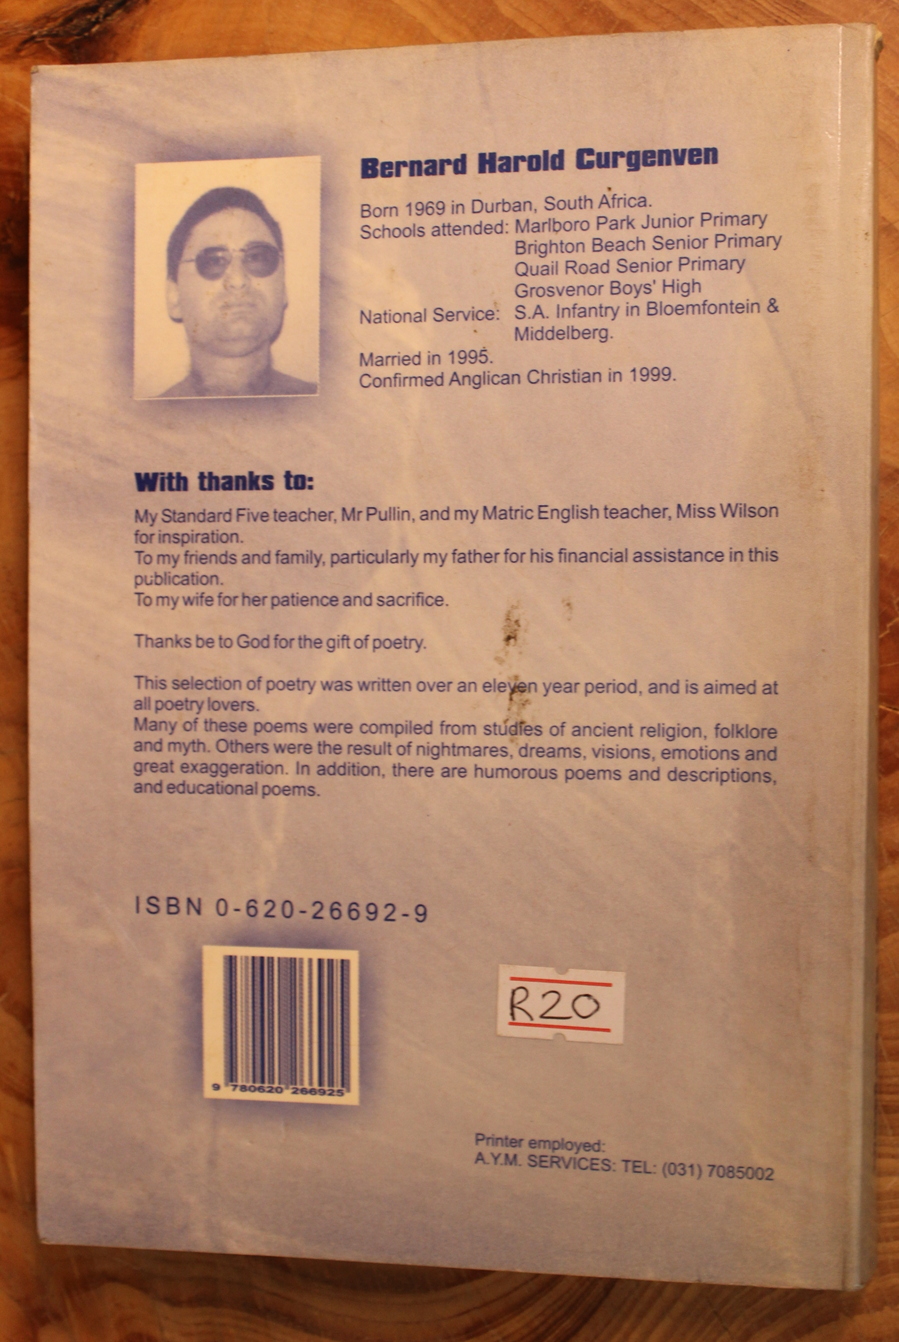 Bernard Harold Curgenven
Born 1969 in Durban, South Africa.
Schools attended: Marlboro Park Junior Primary
Brighton Beach Senior Primary
Quail Road Senior Primary
Grosvenor Boys' High
National Service: S.A. Infantry in Bloemfontein &
Middelberg.
Married in 1995.
Confirmed Anglican Christian in 1999.
With thanks to:
My Standard Five teacher, Mr Pullin, and my Matric English teacher, Miss Wilson
for inspiration.
To my friends and family, particularly my father for his financial assistance in this
publication.
To my wife for her patience and sacrifice.
Thanks be to God for the gift of poetry.
This selection of poetry was written over an eleven year period, and is aimed at
all poetry lovers.
Many of these poems were compiled from studies of ancient religion, folklore
and myth. Others were the result of nightmares, dreams, visions, emotions and
great exaggeration. In addition, there are humorous poems and descriptions,
and educational poems.
ISBN 0-620-26692-9
9 780620 266925
R20
Printer employed:
A.Y.M. SERVICES: TEL: (031) 7085002